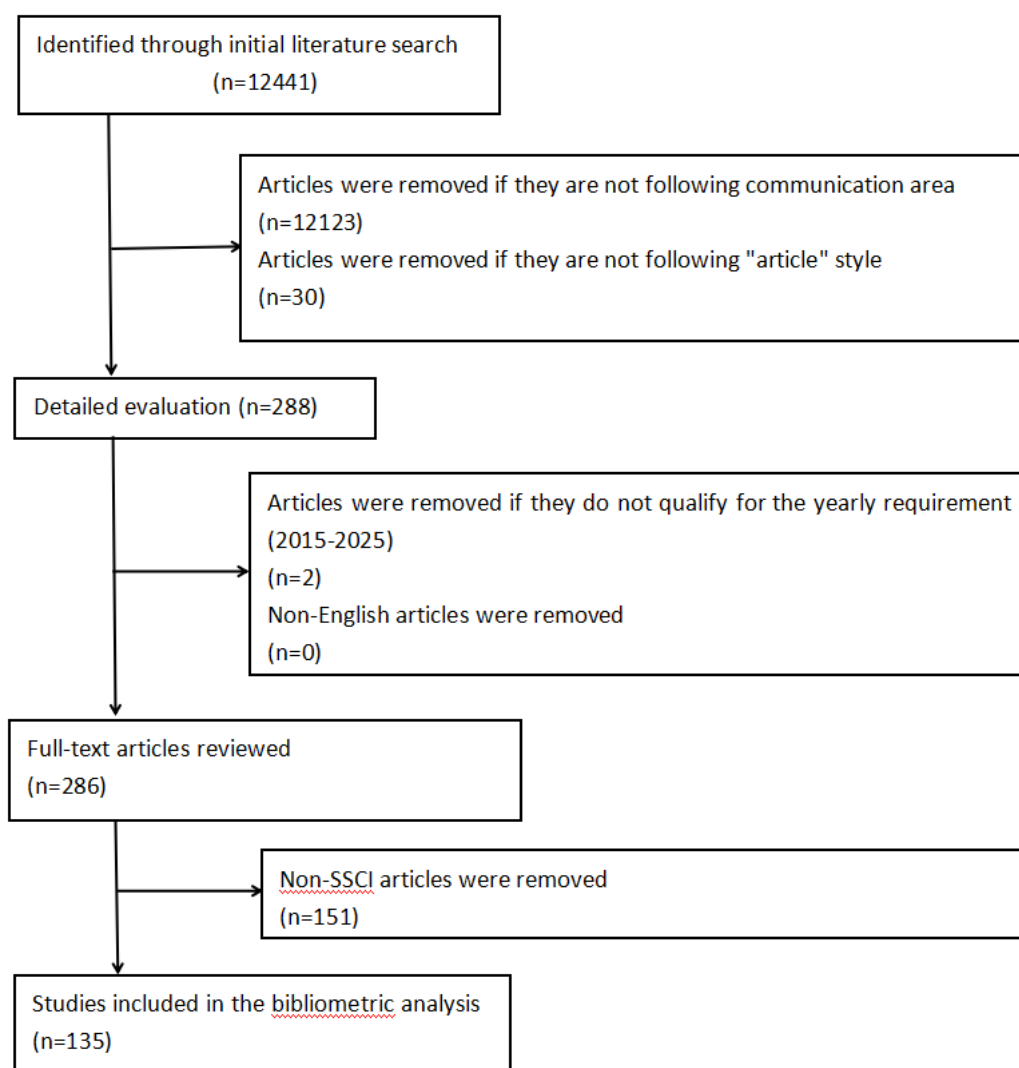 Identified through initial literature search
(n=12441)
Articles were removed if they are not following communication area
(n=12123)
Articles were removed if they are not following "article" style
(n=30)
Detailed evaluation (n=288)
Articles were removed if they do not qualify for the yearly requirement
(2015-2025)
(n=2)
Non-English articles were removed
(n=0)
Full-text articles reviewed
(n=286)
Non-SSCI articles were removed
(n=151)
Studies included in the bibliometric analysis
(n=135)